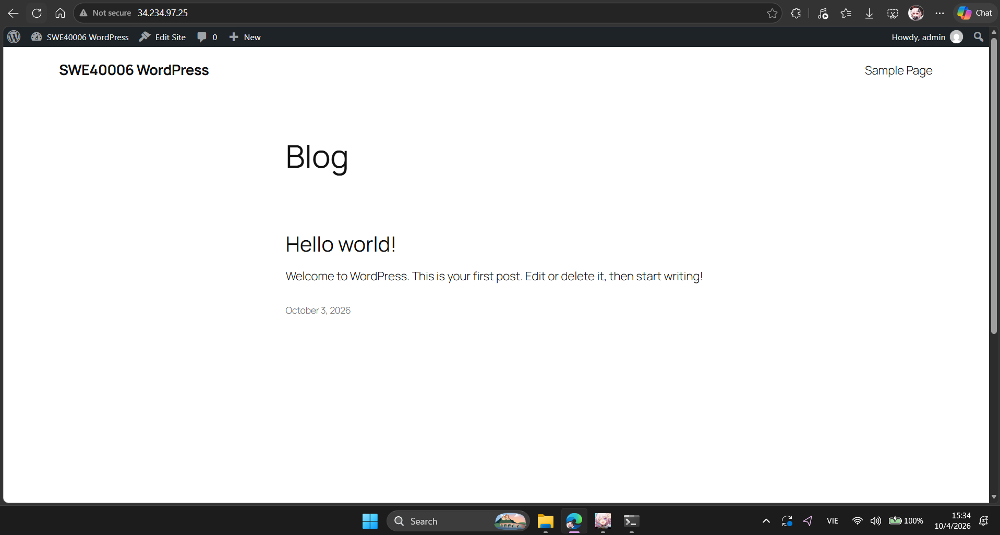 Not secure 34.234.97.25
Chat
SWE40006 WordPress Edit Site 0 New Howdy, admin
SWE40006 WordPress Sample Page
Blog
Hello world!
Welcome to WordPress. This is your first post. Edit or delete it, then start writing!
October 3, 2026
Search VIE 100% 15:34
10/4/2026